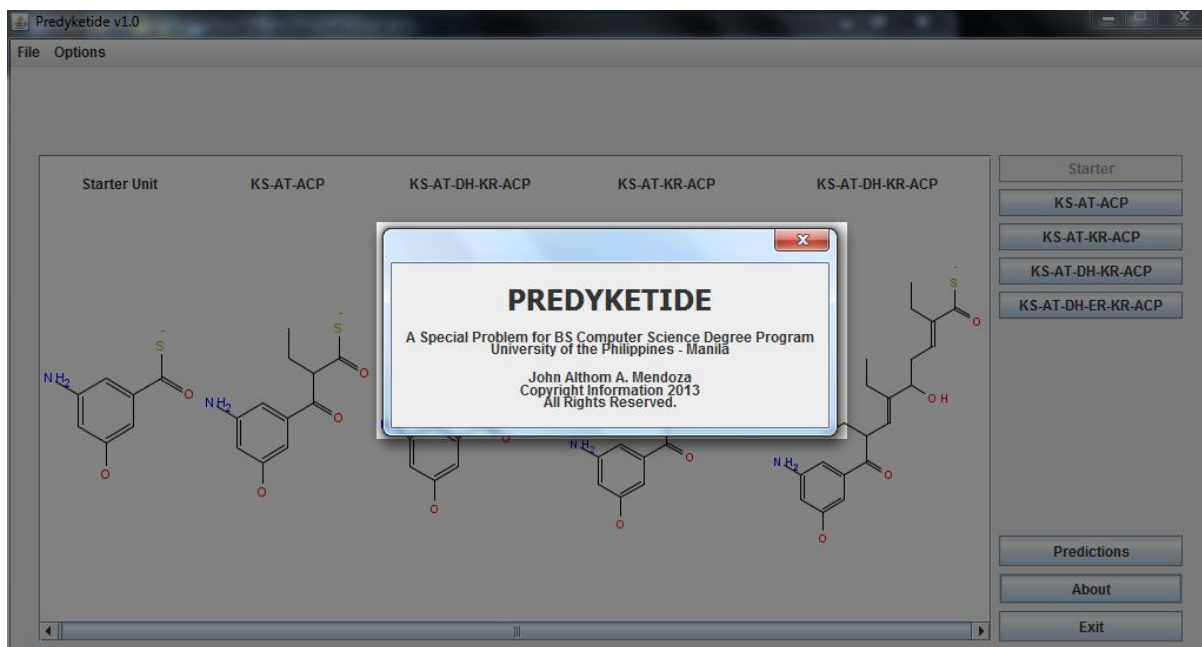 Predyketide v1.0
File Options
Starter Unit KS-AT-ACP KS-AT-DH-KR-ACP KS-AT-KR-ACP KS-AT-DH-KR-ACP
Starter
KS-AT-ACP
KS-AT-KR-ACP
KS-AT-DH-KR-ACP
KS-AT-DH-ER-KR-ACP
PREDYKETIDE
A Special Problem for BS Computer Science Degree Program
University of the Philippines - Manila
John Althom A. Mendoza
Copyright Information 2013
All Rights Reserved.
S
NH2
O
O
S
NH2
O
O
O
O
NH2
O
O
S
O
OH
NH2
O
O
Predictions
About
Exit